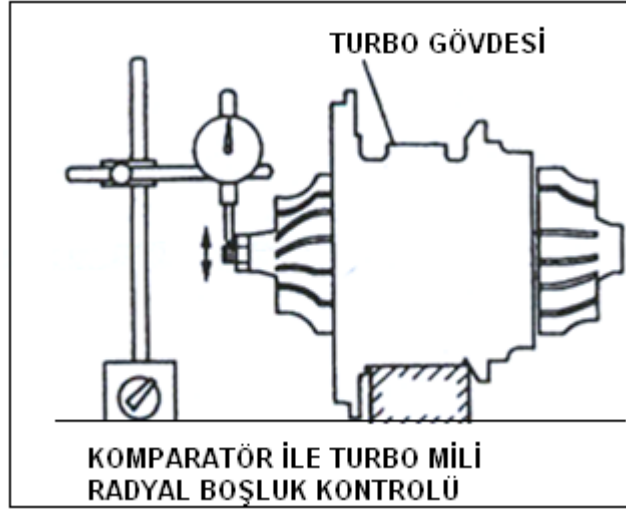 TURBO GÖVDESİ
KOMPARATÖR İLE TURBO MİLİ
RADYAL BOŞLUK KONTROLÜ